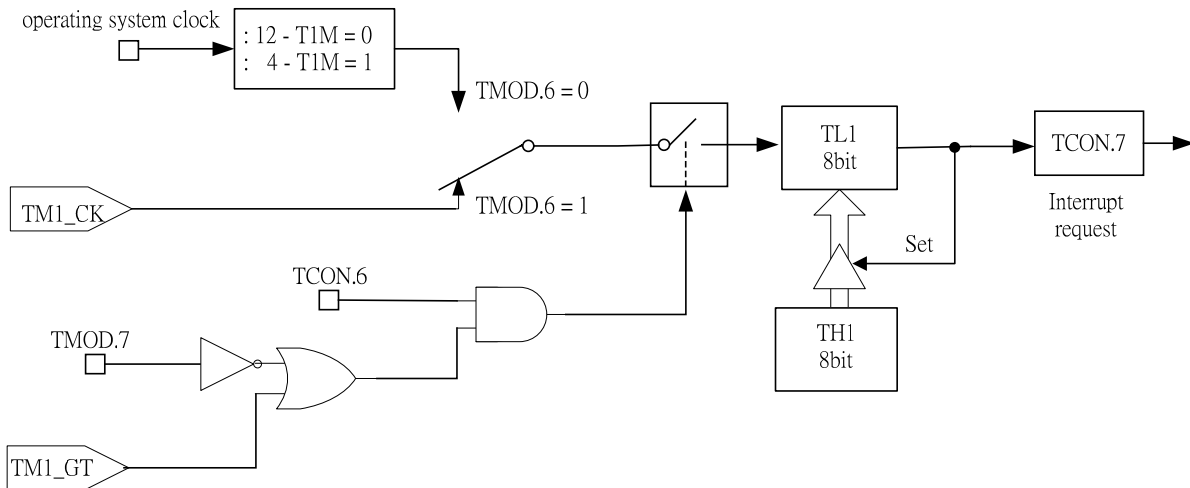 operating system clock
: 12 - T1M = 0
: 4 - T1M = 1
TMOD.6 = 0
TM1_CK
TMOD.6 = 1
TL1
8bit
TCON.7
Interrupt
request
Set
TCON.6
TMOD.7
TH1
8bit
TM1_GT